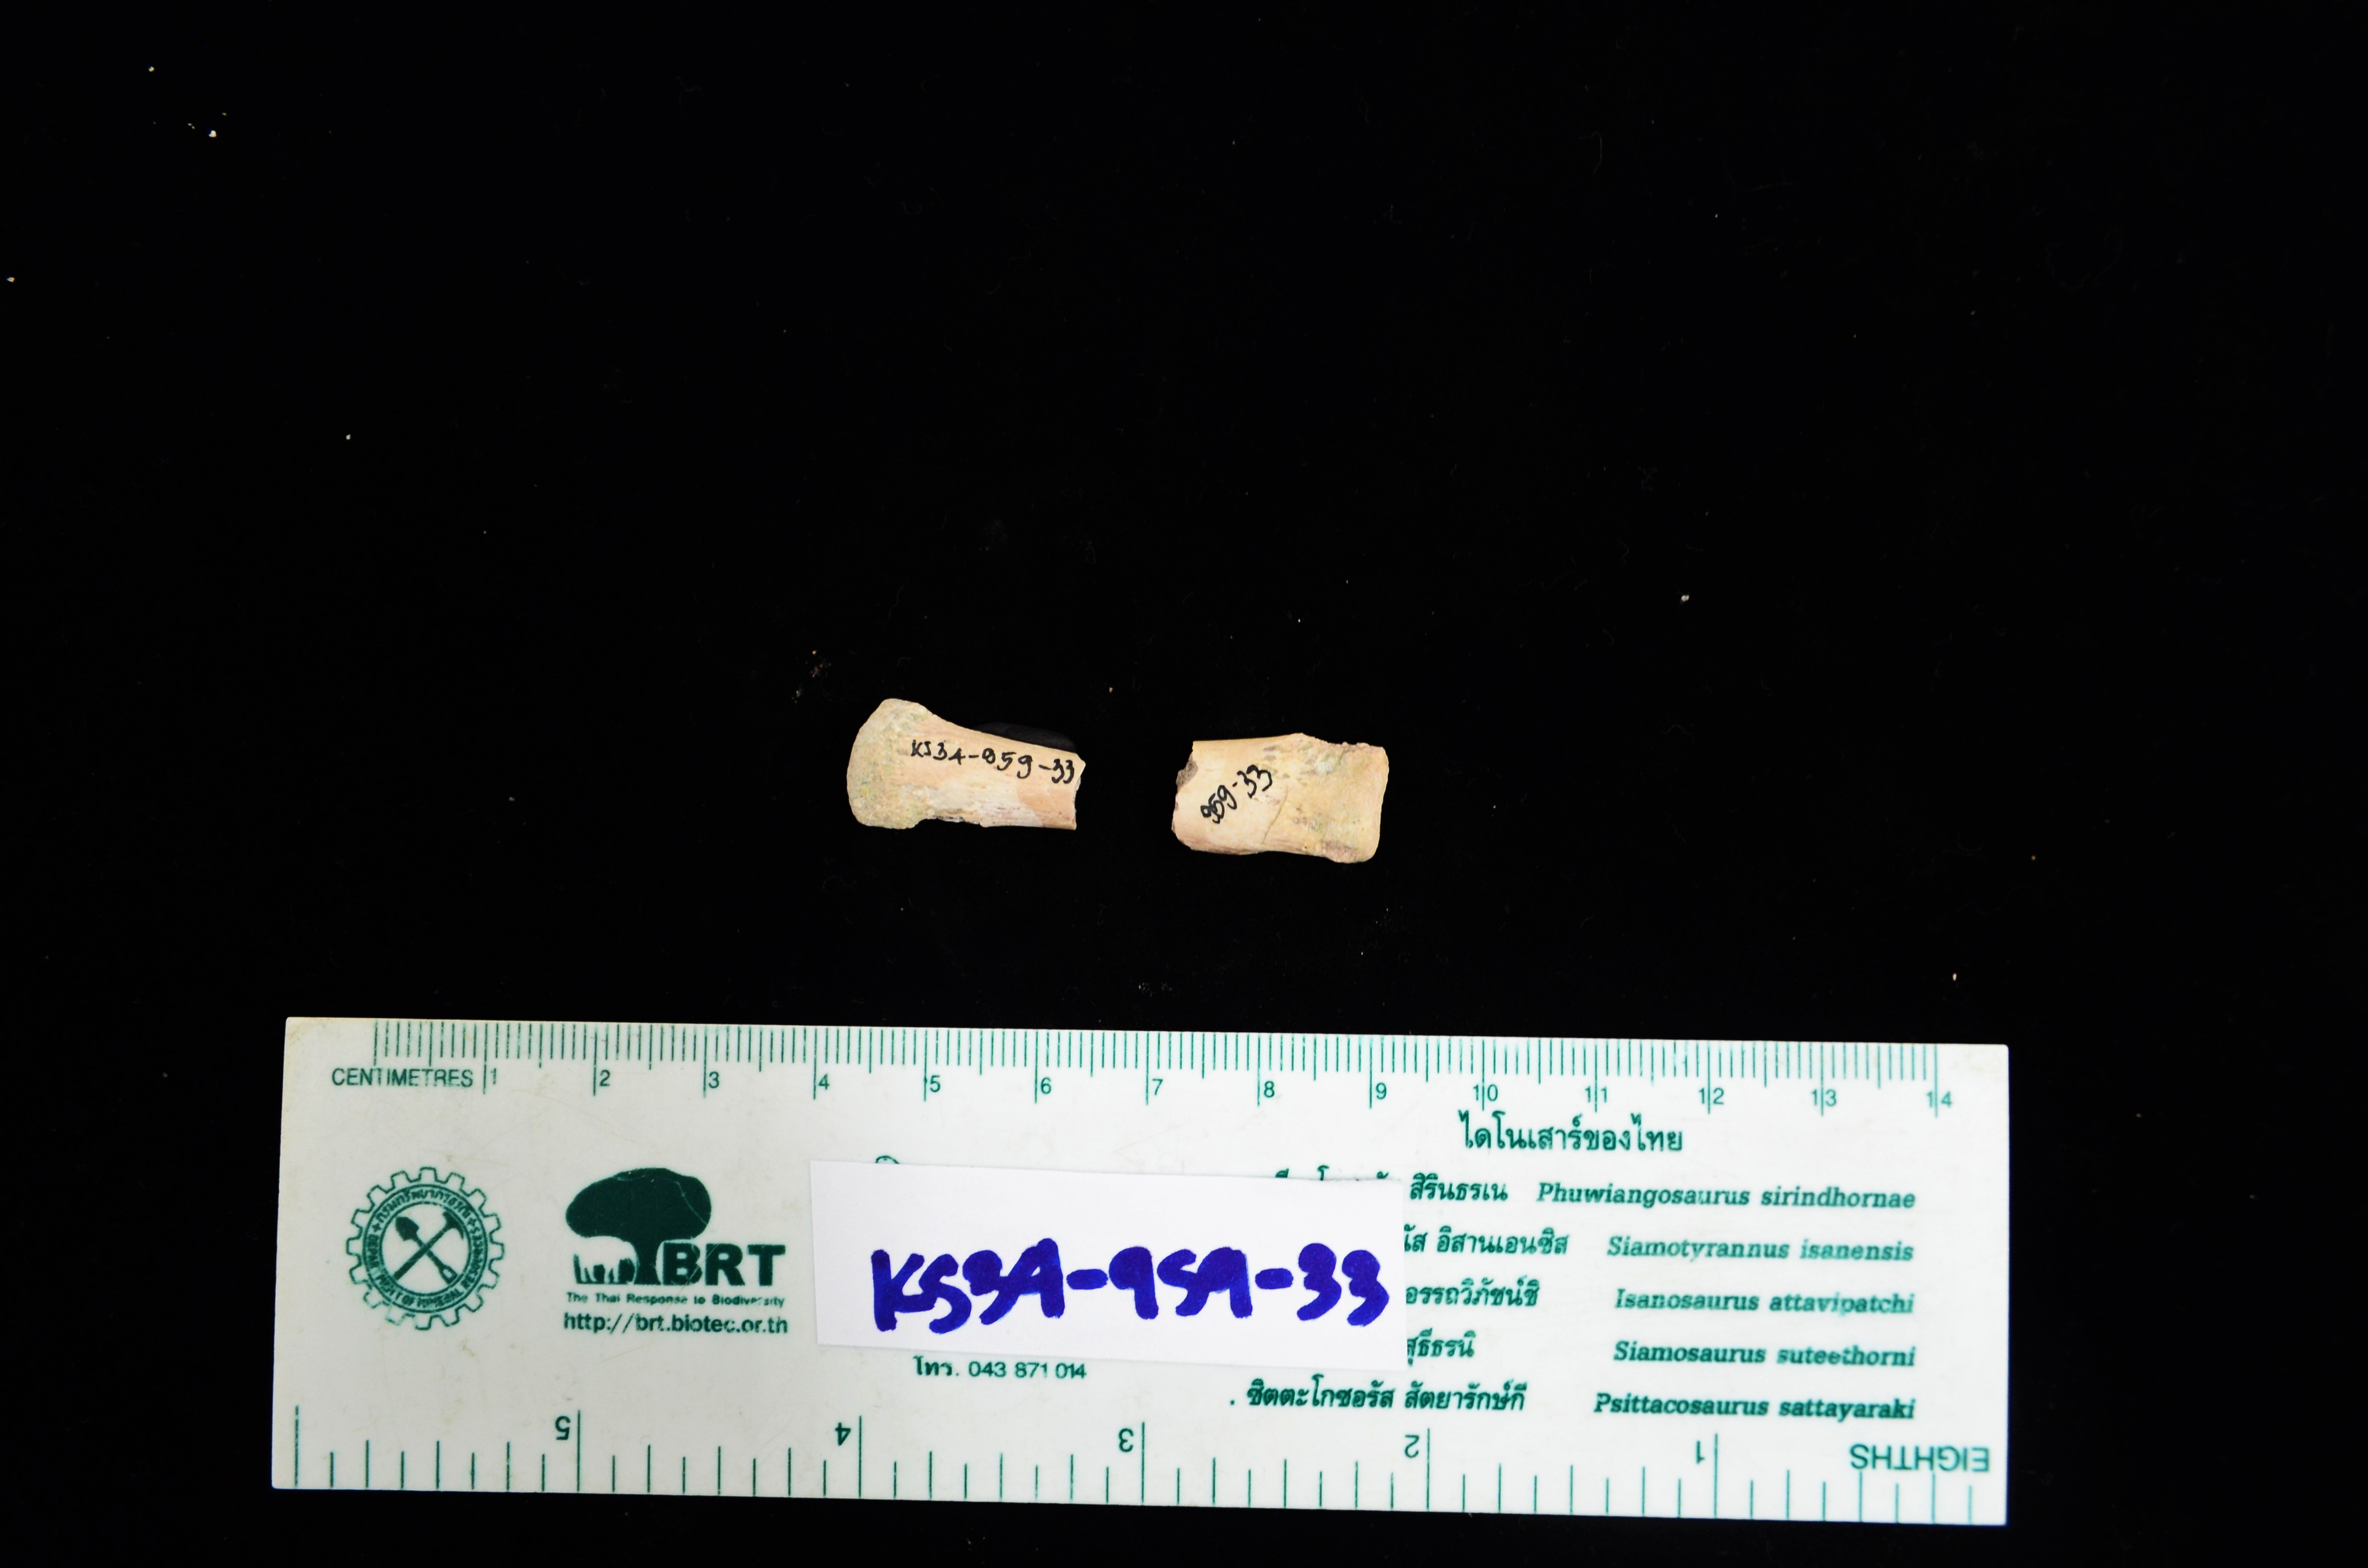 KS34-959-33
959-33
CENTIMETRES 1 2 3 4 5 6 7 8 9 10 11 12 13 14
ไดโนเสาร์ของไทย
สิรินธรเน Phuwiangosaurus sirindhornae
อิสานเอนซิส Siamotyrannus isanensis
อรรถวิภัชน์ชิ Isanosaurus attavipatchi
สุธีธรนิ Siamosaurus suteethorni
ซิตตะโกซอรัส สัตยารักษ์กี Psittacosaurus sattayaraki
BRT
The Thai Response to Biodiversity
http://brt.biotec.or.th
KS34-959-33
โทร. 043 871 014
5 4 3 2 1 EIGHTHS